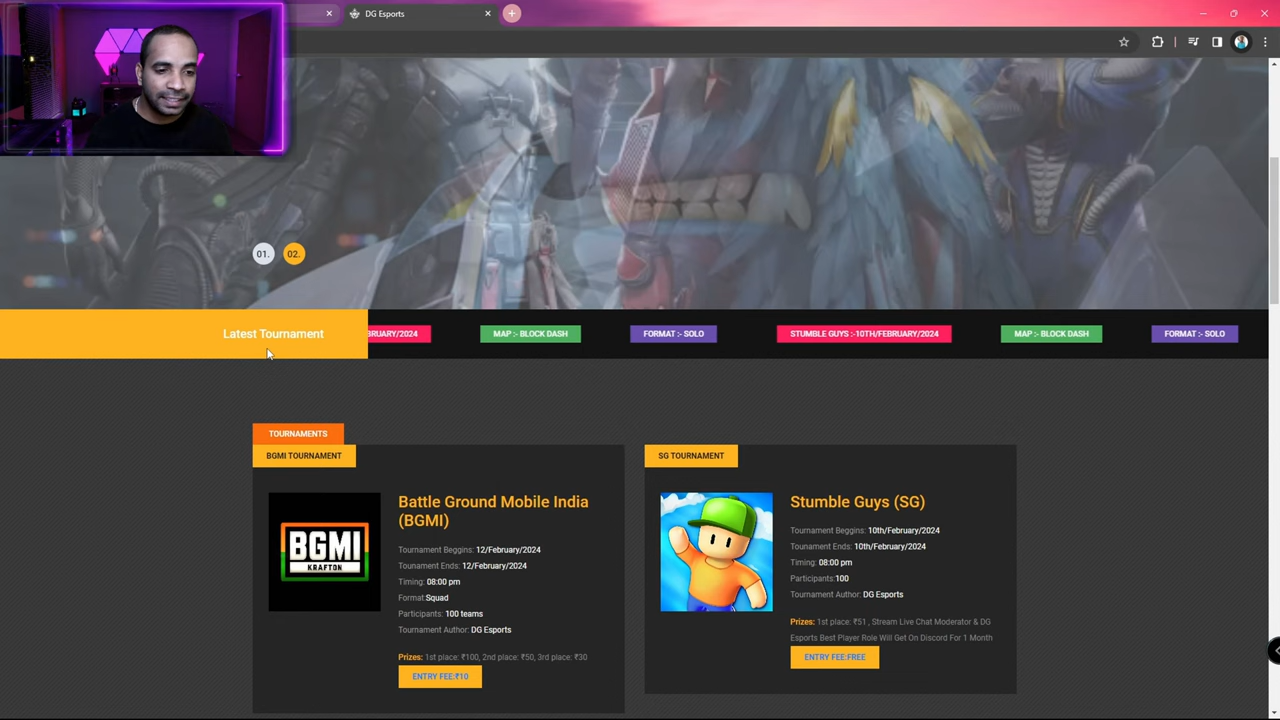 DG Esports
01.
02.
Latest Tournament
BRUARY/2024
MAP :- BLOCK DASH
FORMAT :- SOLO
STUMBLE GUYS :-10TH/FEBRUARY/2024
MAP :- BLOCK DASH
FORMAT :- SOLO
TOURNAMENTS
BGMI TOURNAMENT
BGMI
KRAFTON
Battle Ground Mobile India
(BGMI)
Tournament Beggins: 12/February/2024
Tournament Ends: 12/February/2024
Timing: 08:00 pm
Format:Squad
Participants: 100 teams
Tournament Author: DG Esports
Prizes: 1st place: ₹100, 2nd place: ₹50, 3rd place: ₹30
ENTRY FEE:₹10
SG TOURNAMENT
Stumble Guys (SG)
Tournament Beggins: 10th/February/2024
Tournament Ends: 10th/February/2024
Timing: 08:00 pm
Participants:100
Tournament Author: DG Esports
Prizes: 1st place: ₹51 , Stream Live Chat Moderator & DG
Esports Best Player Role Will Get On Discord For 1 Month
ENTRY FEE:FREE